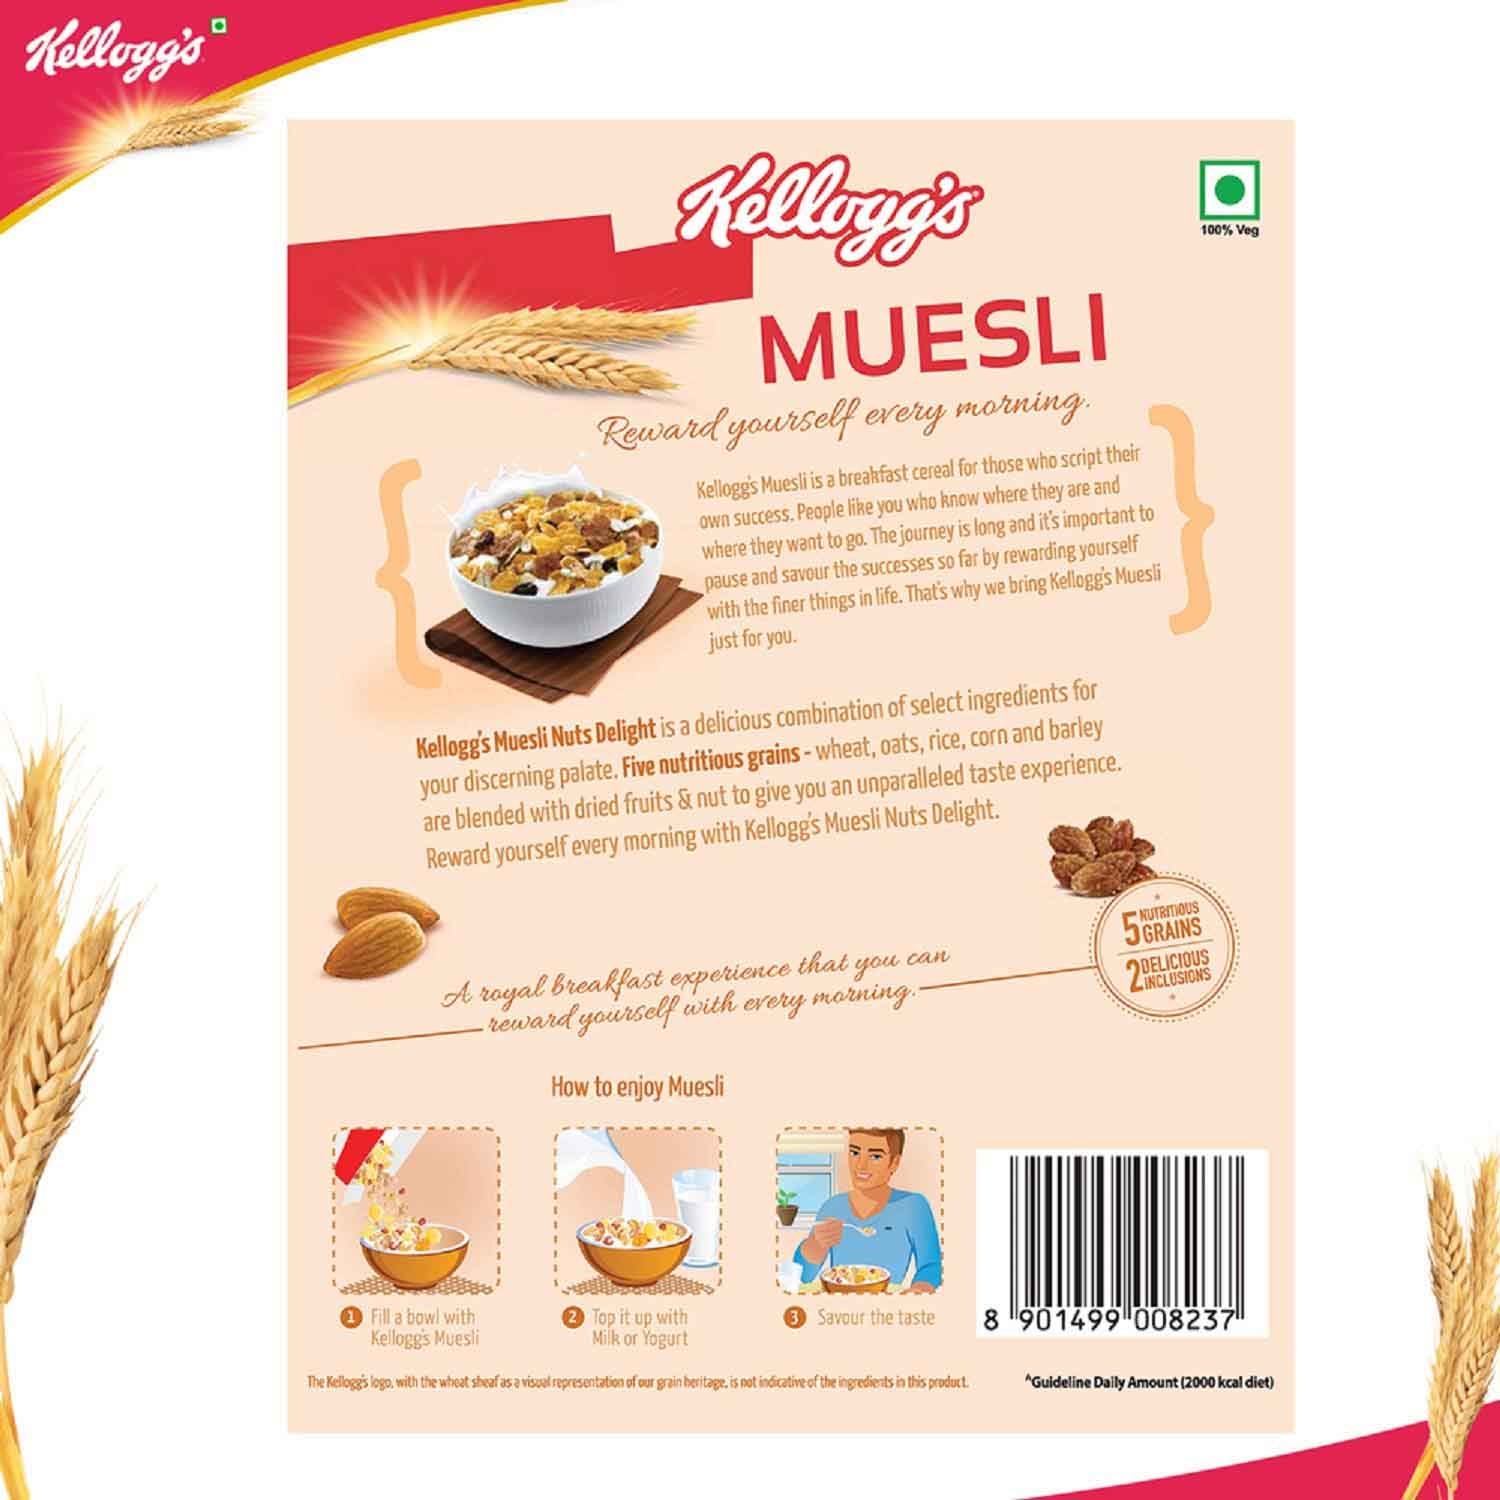 Kellogg's
Kellogg's
100% Veg
MUESLI
Reward yourself every morning.
Kellogg's Muesli is a breakfast cereal for those who script their
own success. People like you who know where they are and
where they want to go. The journey is long and it's important to
pause and savour the successes so far by rewarding yourself
with the finer things in life. That's why we bring Kellogg's Muesli
just for you.
Kellogg's Muesli Nuts Delight is a delicious combination of select ingredients for
your discerning palate. Five nutritious grains - wheat, oats, rice, corn and barley
are blended with dried fruits & nut to give you an unparalleled taste experience.
Reward yourself every morning with Kellogg's Muesli Nuts Delight.
5 NUTRITIOUS
GRAINS
2 DELICIOUS
INCLUSIONS
A royal breakfast experience that you can
reward yourself with every morning.
How to enjoy Muesli
1 Fill a bowl with
Kellogg's Muesli
2 Top it up with
Milk or Yogurt
3 Savour the taste
8 901499 008237
The Kellogg's logo, with the wheat sheaf as a visual representation of our grain heritage, is not indicative of the ingredients in this product.
^Guideline Daily Amount (2000 kcal diet)